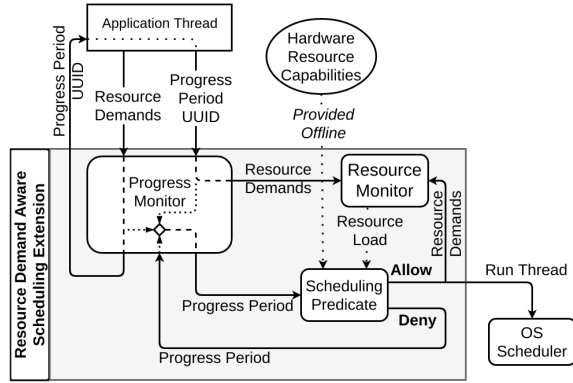 Application Thread
Hardware
Resource
Capabilities
Progress Period
UUID
Resource
Demands
Progress
Period
UUID
Provided
Offline
Resource Demand Aware
Scheduling Extension
Progress
Monitor
Resource
Demands
Resource
Monitor
Resource
Load
Resource
Demands
Allow
Run Thread
Scheduling
Predicate
Progress Period
Deny
OS
Scheduler
Progress Period